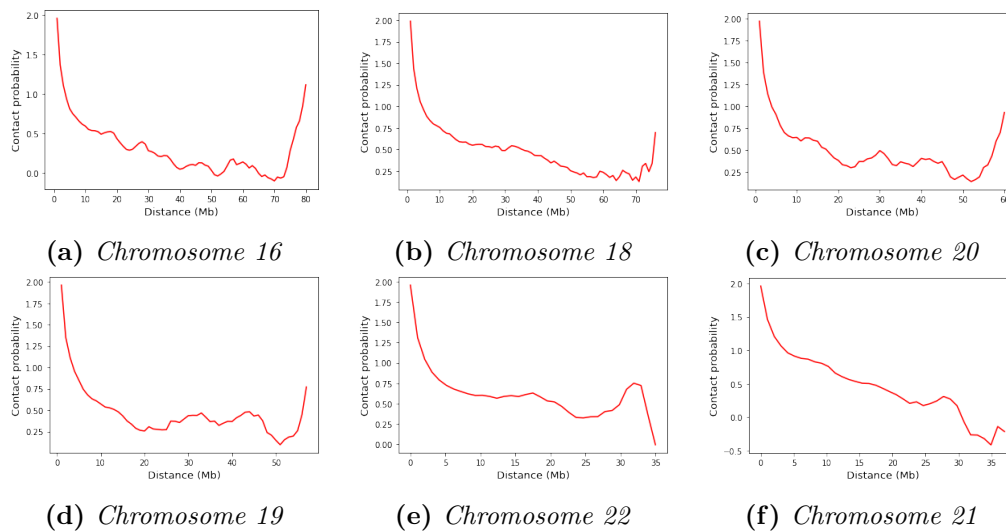 2.0
1.5
1.0
0.5
0.0
Contact probability
0 10 20 30 40 50 60 70 80
Distance (Mb)
(a) Chromosome 16
2.00
1.75
1.50
1.25
1.00
0.75
0.50
0.25
Contact probability
0 10 20 30 40 50 60 70
Distance (Mb)
(b) Chromosome 18
2.00
1.75
1.50
1.25
1.00
0.75
0.50
0.25
Contact probability
0 10 20 30 40 50 60
Distance (Mb)
(c) Chromosome 20
2.00
1.75
1.50
1.25
1.00
0.75
0.50
0.25
Contact probability
0 10 20 30 40 50
Distance (Mb)
(d) Chromosome 19
2.00
1.75
1.50
1.25
1.00
0.75
0.50
0.25
0.00
Contact probability
0 5 10 15 20 25 30 35
Distance (Mb)
(e) Chromosome 22
2.0
1.5
1.0
0.5
0.0
−0.5
Contact probability
0 5 10 15 20 25 30 35
Distance (Mb)
(f) Chromosome 21